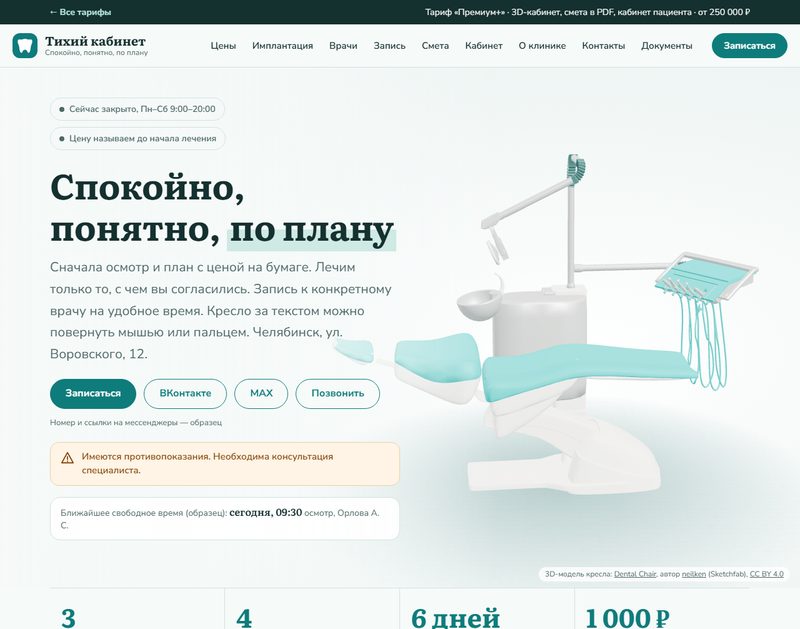 ← Все тарифы
Тариф «Премиум+» · 3D-кабинет, смета в PDF, кабинет пациента · от 250 000 ₽
Тихий кабинет
Спокойно, понятно, по плану
Цены Имплантация Врачи Запись Смета Кабинет О клинике Контакты Документы Записаться
Сейчас закрыто, Пн–Сб 9:00–20:00
Цену называем до начала лечения
Спокойно,
понятно, по плану
Сначала осмотр и план с ценой на бумаге. Лечим
только то, с чем вы согласились. Запись к конкретному
врачу на удобное время. Кресло за текстом можно
повернуть мышью или пальцем. Челябинск, ул.
Воровского, 12.
Записаться ВКонтакте MAX Позвонить
Номер и ссылки на мессенджеры — образец
Имеются противопоказания. Необходима консультация
специалиста.
Ближайшее свободное время (образец): сегодня, 09:30 осмотр, Орлова А.
С.
3D-модель кресла: Dental Chair, автор neilken (Sketchfab), CC BY 4.0
3 4 6 дней 1 000 ₽